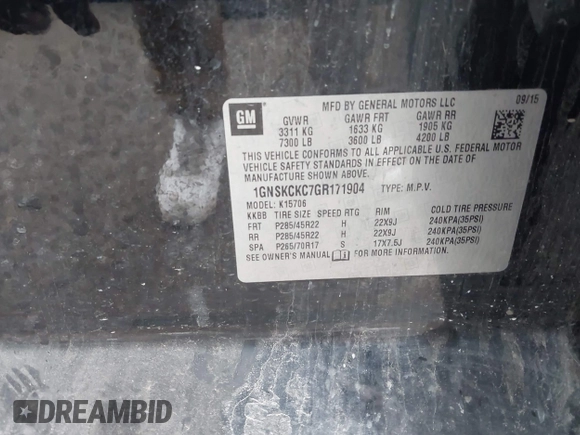 GM
MFD BY GENERAL MOTORS LLC 09/15
GVWR GAWR FRT GAWR RR
3311 KG 1633 KG 1905 KG
7300 LB 3600 LB 4200 LB
THIS VEHICLE CONFORMS TO ALL APPLICABLE U.S. FEDERAL MOTOR
VEHICLE SAFETY STANDARDS IN EFFECT ON THE DATE OF
MANUFACTURE SHOWN ABOVE.
1GNSKCKC7GR171904 TYPE: M.P.V.
MODEL: K15706
KKBB TIRE SIZE SPEED RTG RIM COLD TIRE PRESSURE
FRT P285/45R22 H 22X9J 240KPA(35PSI)
RR P285/45R22 H 22X9J 240KPA(35PSI)
SPA P265/70R17 S 17X7.5J 240KPA(35PSI)
SEE OWNER'S MANUAL FOR MORE INFORMATION.
DREAMBID